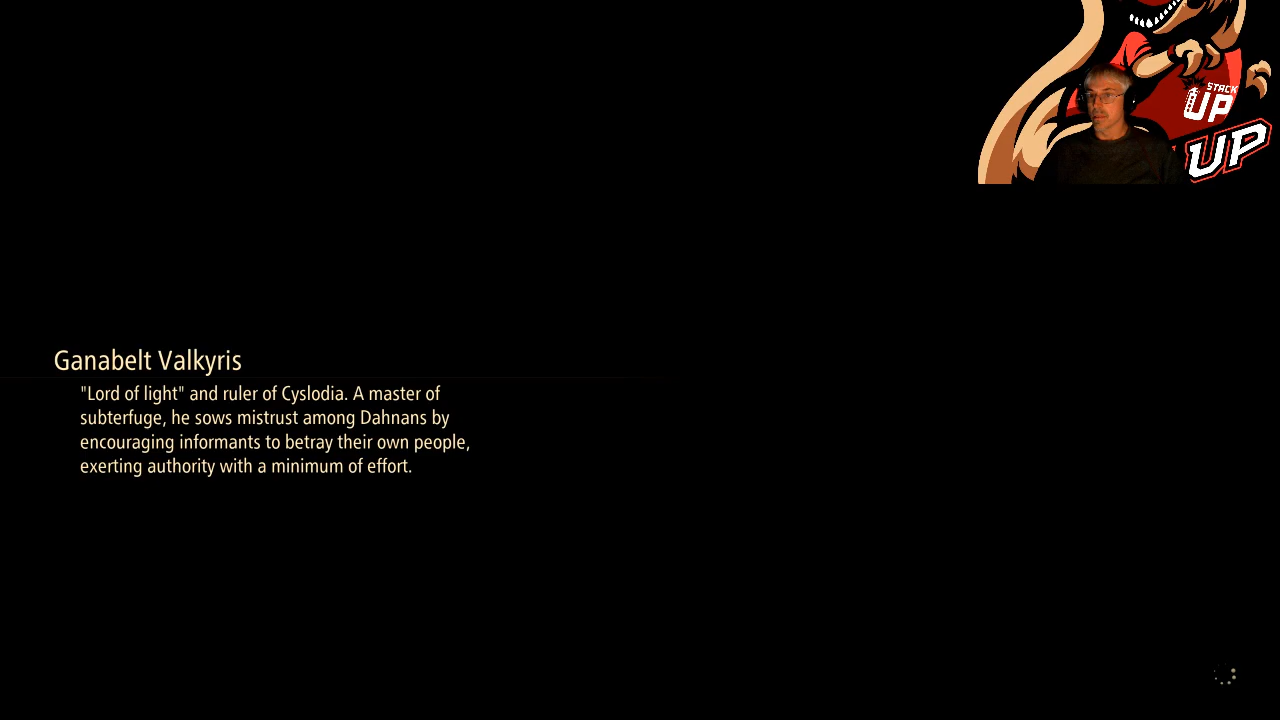 STACK
UP
UP
Ganabelt Valkyris
"Lord of light" and ruler of Cyslodia. A master of
subterfuge, he sows mistrust among Dahnans by
encouraging informants to betray their own people,
exerting authority with a minimum of effort.